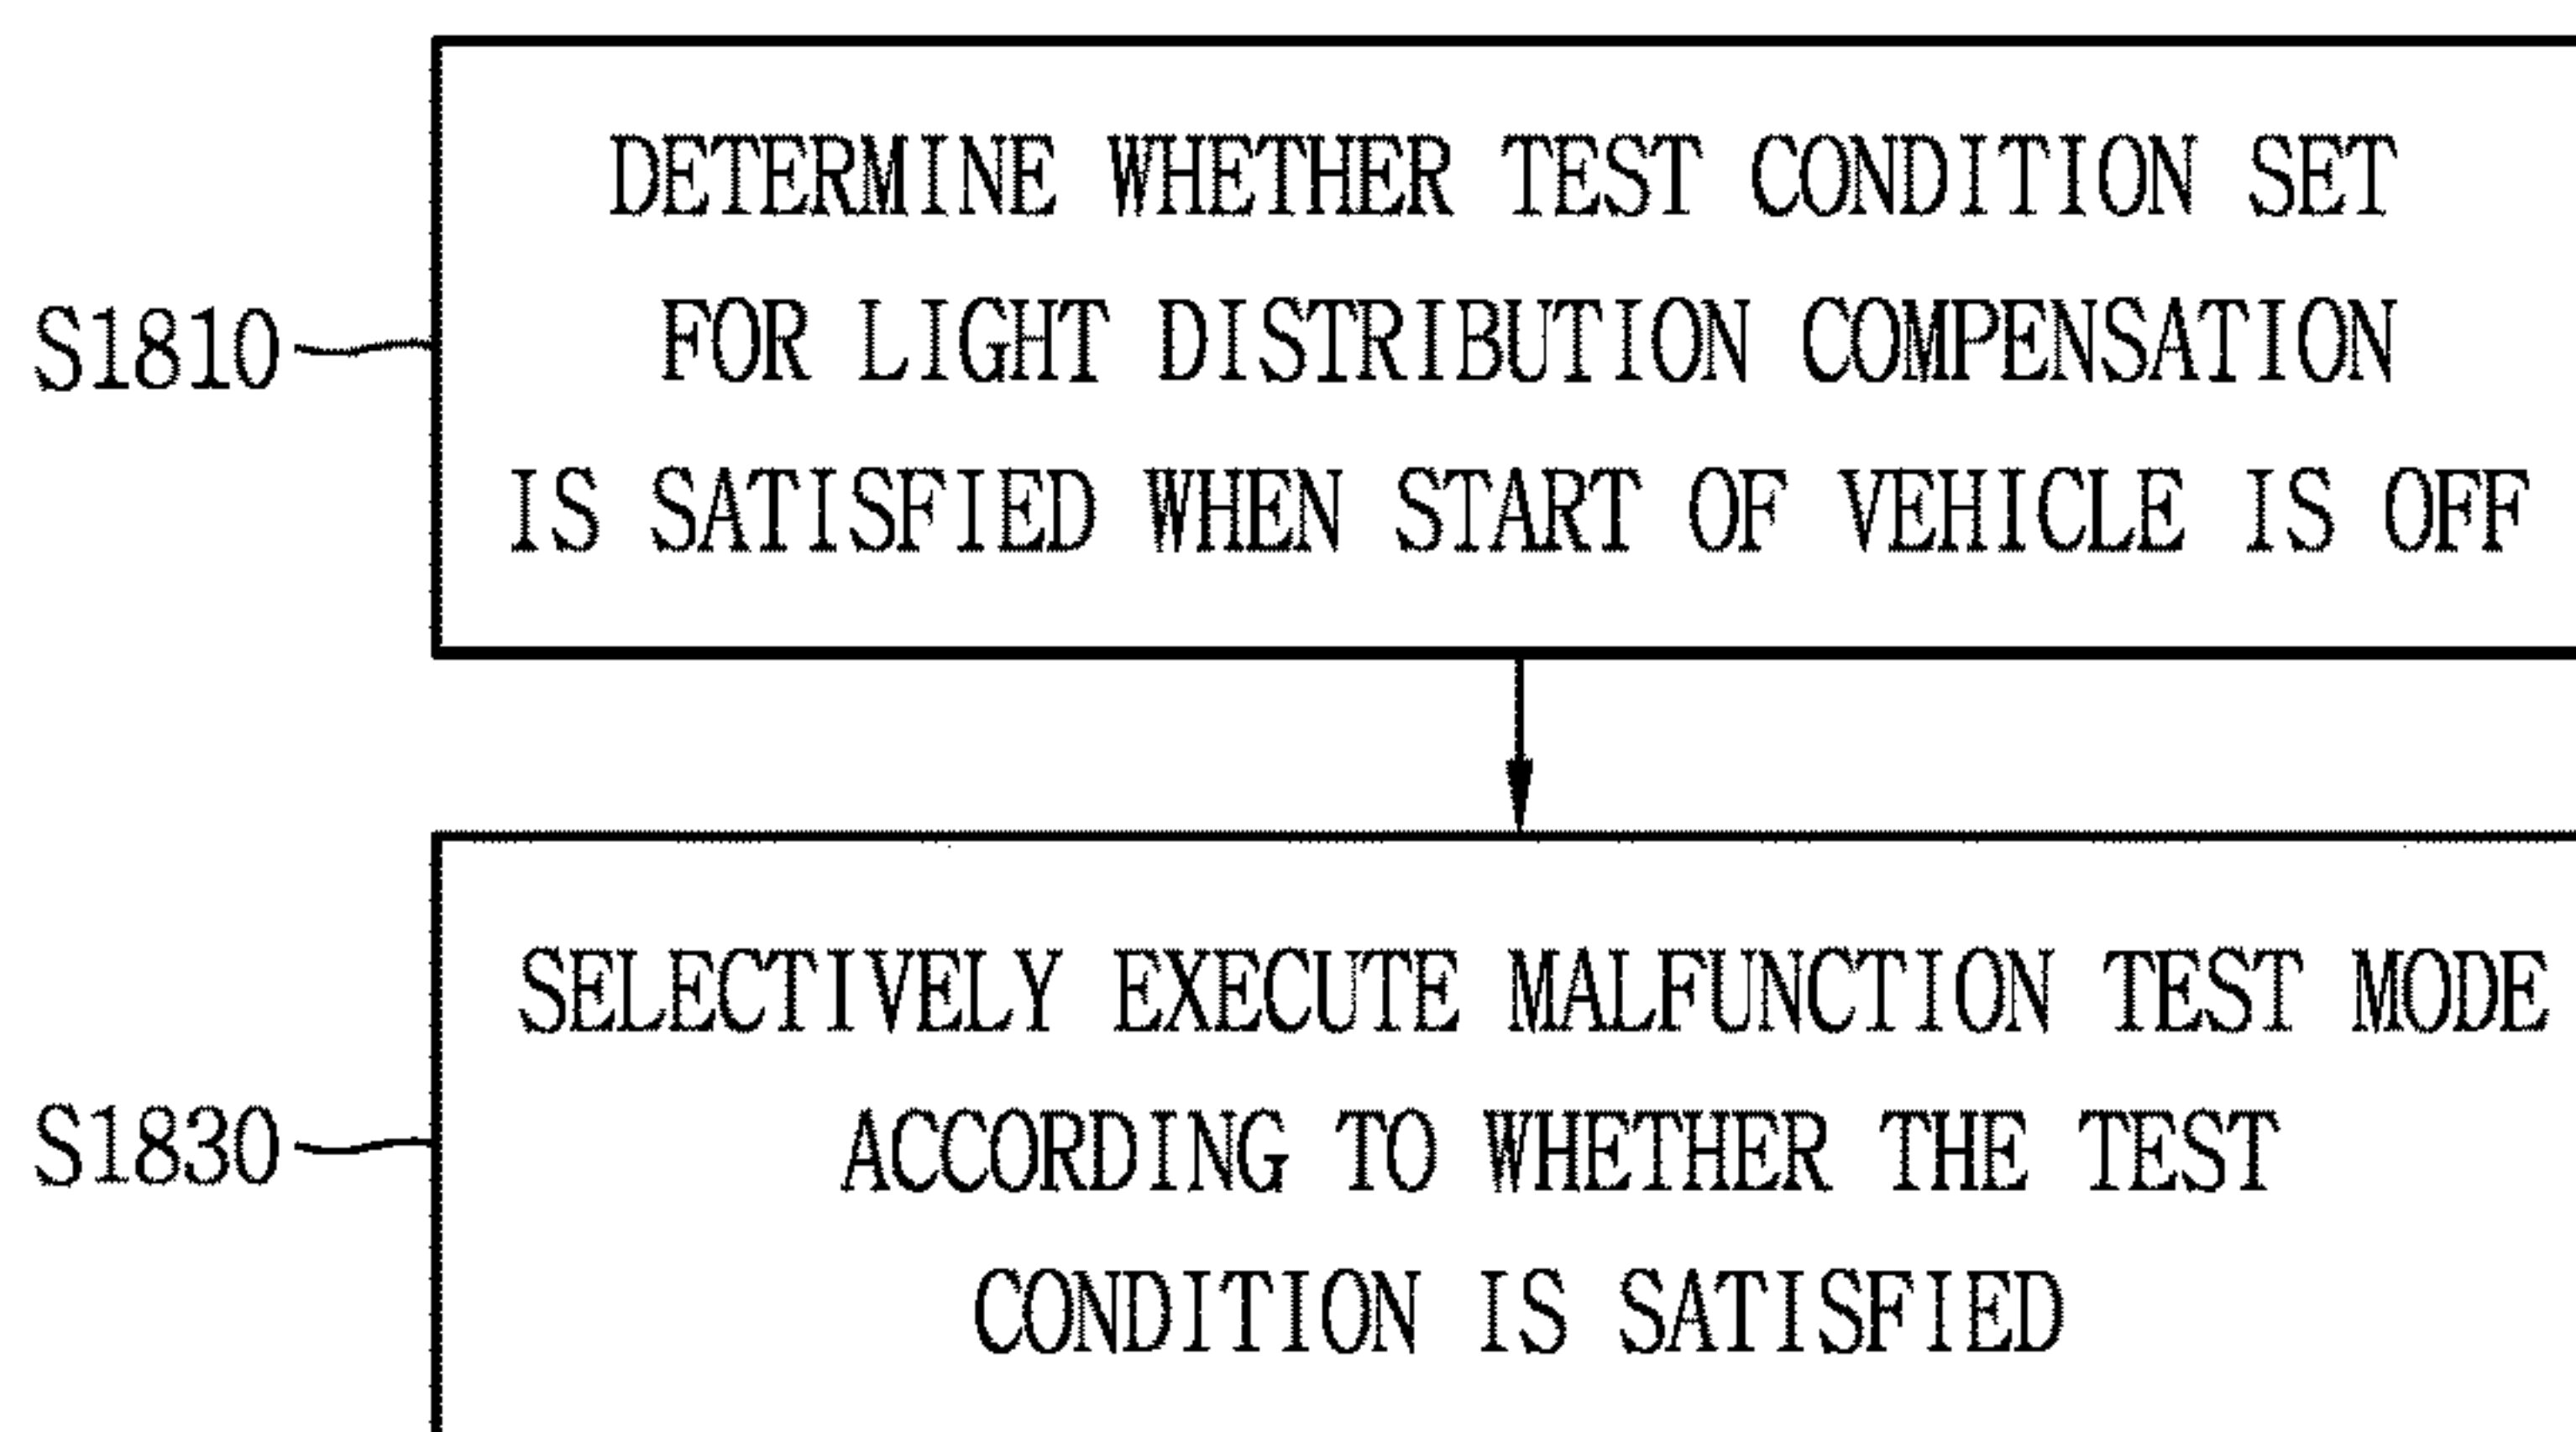 DETERMINE WHETHER TEST CONDITION SET
FOR LIGHT DISTRIBUTION COMPENSATION
IS SATISFIED WHEN START OF VEHICLE IS OFF
S1810
SELECTIVELY EXECUTE MALFUNCTION TEST MODE
ACCORDING TO WHETHER THE TEST
CONDITION IS SATISFIED
S1830